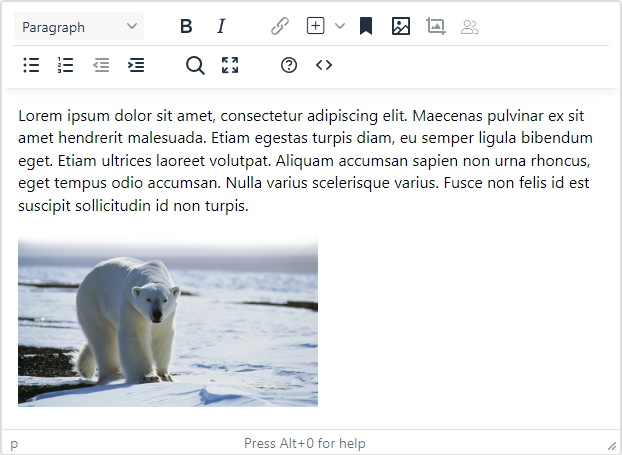 Paragraph
B I
Lorem ipsum dolor sit amet, consectetur adipiscing elit. Maecenas pulvinar ex sit
amet hendrerit malesuada. Etiam egestas turpis diam, eu semper ligula bibendum
eget. Etiam ultrices laoreet volutpat. Aliquam accumsan sapien non urna rhoncus,
eget tempus odio accumsan. Nulla varius scelerisque varius. Fusce non felis id est
suscipit sollicitudin id non turpis.
p Press Alt+0 for help